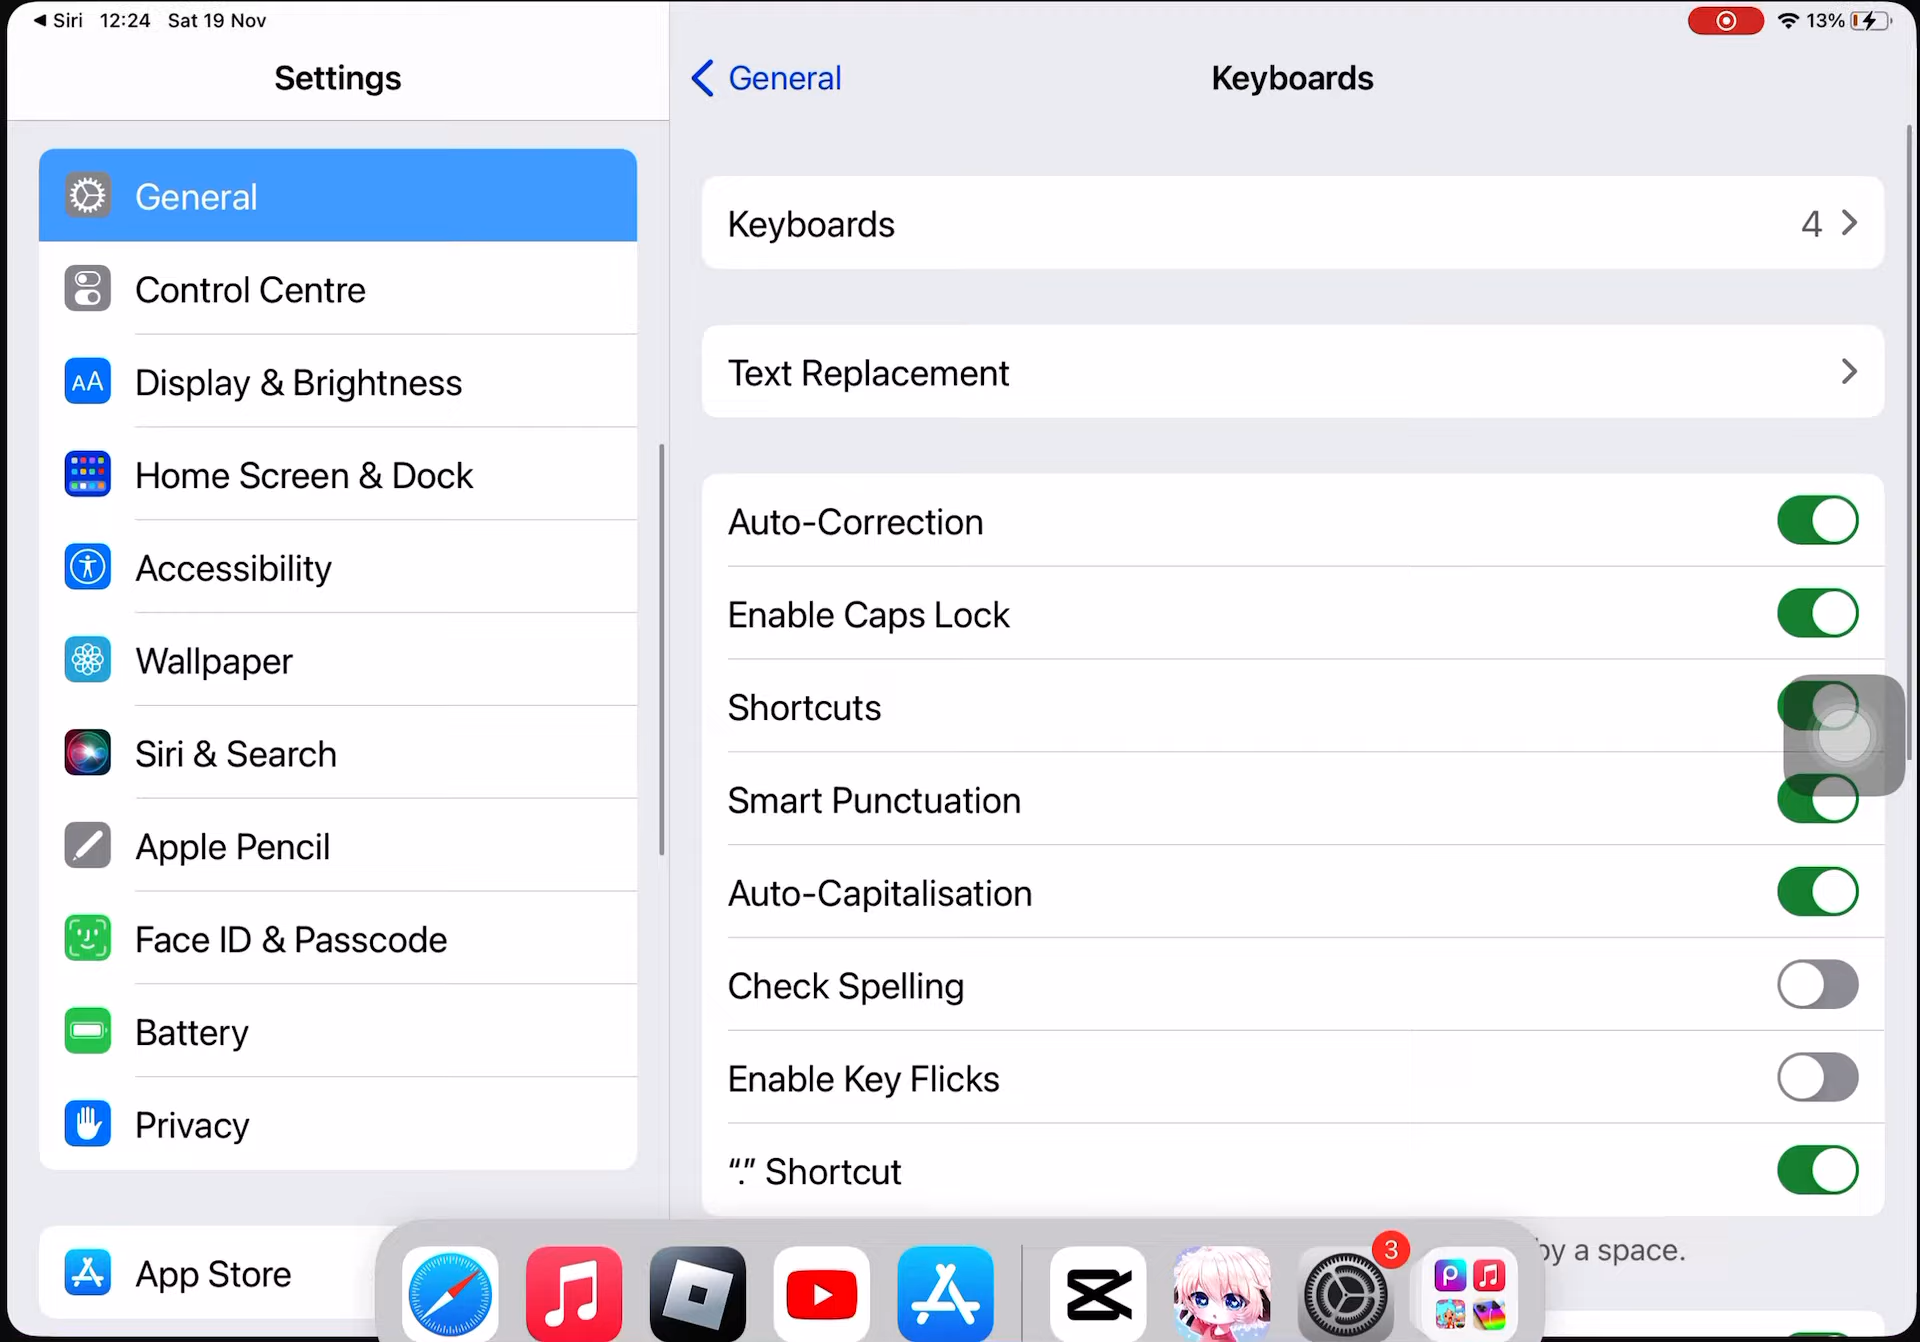 ◀ Siri 12:24 Sat 19 Nov
13%
Settings
General
Control Centre
AA Display & Brightness
Home Screen & Dock
Accessibility
Wallpaper
Siri & Search
Apple Pencil
Face ID & Passcode
Battery
Privacy
App Store
General
Keyboards
Keyboards 4
Text Replacement
Auto-Correction
Enable Caps Lock
Shortcuts
Smart Punctuation
Auto-Capitalisation
Check Spelling
Enable Key Flicks
“.” Shortcut
by a space.
3